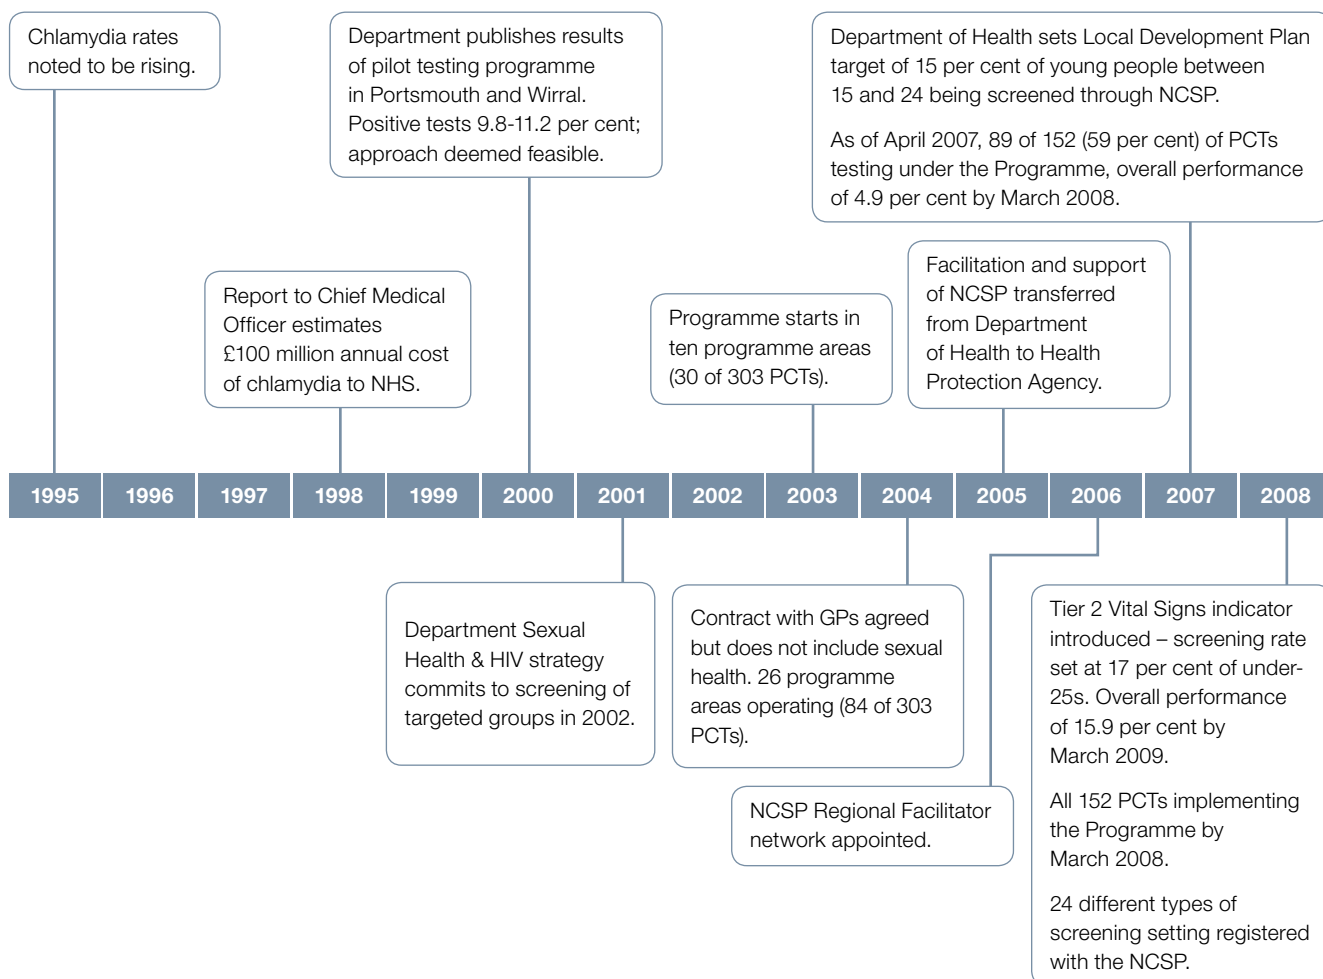 Chlamydia rates
noted to be rising.
Department publishes results
of pilot testing programme
in Portsmouth and Wirral.
Positive tests 9.8-11.2 per cent;
approach deemed feasible.
Department of Health sets Local Development Plan
target of 15 per cent of young people between
15 and 24 being screened through NCSP.
As of April 2007, 89 of 152 (59 per cent) of PCTs
testing under the Programme, overall performance
of 4.9 per cent by March 2008.
Report to Chief Medical
Officer estimates
£100 million annual cost
of chlamydia to NHS.
Programme starts in
ten programme areas
(30 of 303 PCTs).
Facilitation and support
of NCSP transferred
from Department
of Health to Health
Protection Agency.
1995 1996 1997 1998 1999 2000 2001 2002 2003 2004 2005 2006 2007 2008
Department Sexual
Health & HIV strategy
commits to screening of
targeted groups in 2002.
Contract with GPs agreed
but does not include sexual
health. 26 programme
areas operating (84 of 303
PCTs).
NCSP Regional Facilitator
network appointed.
Tier 2 Vital Signs indicator
introduced – screening rate
set at 17 per cent of under-
25s. Overall performance
of 15.9 per cent by
March 2009.
All 152 PCTs implementing
the Programme by
March 2008.
24 different types of
screening setting registered
with the NCSP.